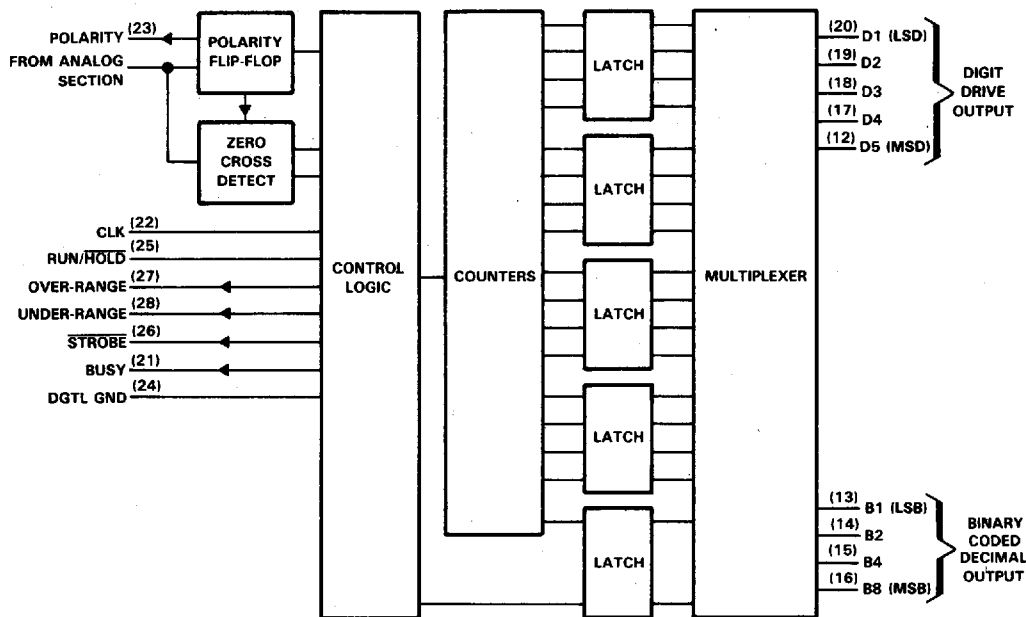 POLARITY (23)
FROM ANALOG
SECTION
POLARITY
FLIP-FLOP
ZERO
CROSS
DETECT
CLK (22)
RUN/HOLD (25)
OVER-RANGE (27)
UNDER-RANGE (28)
STROBE (26)
BUSY (21)
DGTL GND (24)
CONTROL
LOGIC
COUNTERS
LATCH
LATCH
LATCH
LATCH
LATCH
MULTIPLEXER
(20) D1 (LSD)
(19) D2
(18) D3
(17) D4
(12) D5 (MSD)
DIGIT
DRIVE
OUTPUT
(13) B1 (LSB)
(14) B2
(15) B4
(16) B8 (MSB)
BINARY
CODED
DECIMAL
OUTPUT